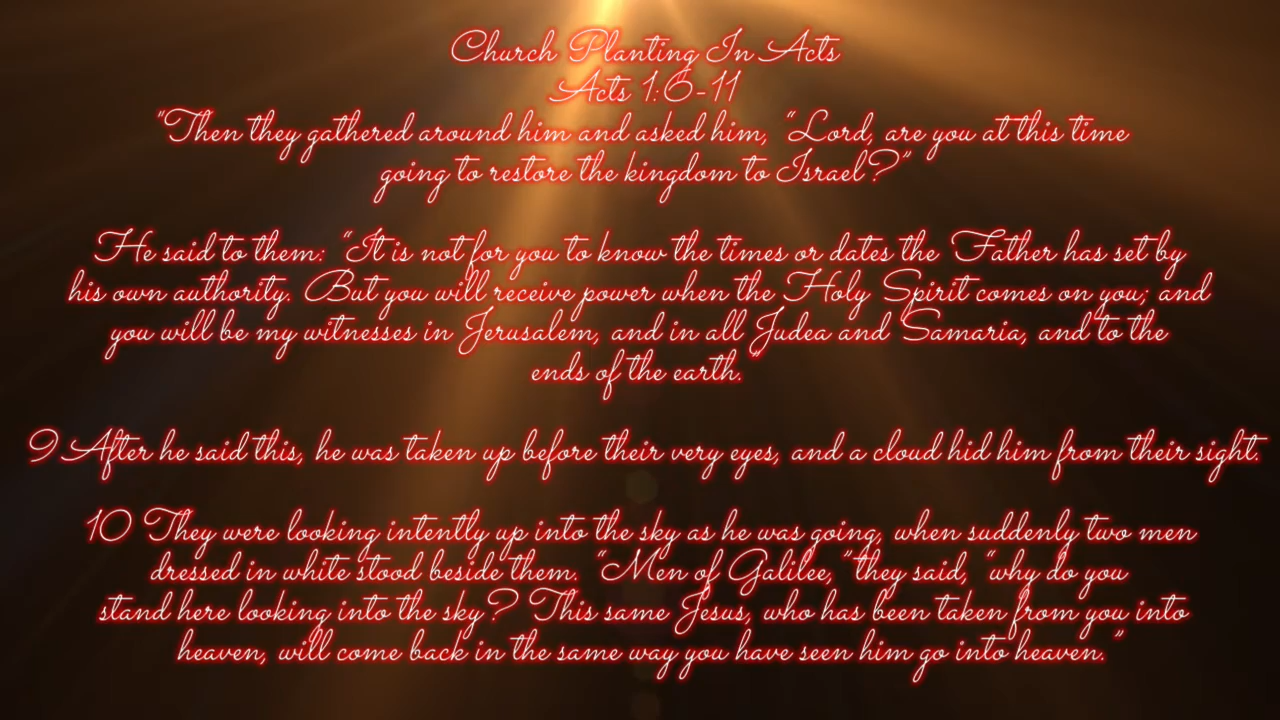 Church Planting In Acts
Acts 1:6-11
"Then they gathered around him and asked him, “Lord, are you at this time
going to restore the kingdom to Israel?”
He said to them: “It is not for you to know the times or dates the Father has set by
his own authority. But you will receive power when the Holy Spirit comes on you; and
you will be my witnesses in Jerusalem, and in all Judea and Samaria, and to the
ends of the earth.”
9 After he said this, he was taken up before their very eyes, and a cloud hid him from their sight.
10 They were looking intently up into the sky as he was going, when suddenly two men
dressed in white stood beside them. “Men of Galilee,” they said, “why do you
stand here looking into the sky? This same Jesus, who has been taken from you into
heaven, will come back in the same way you have seen him go into heaven.”